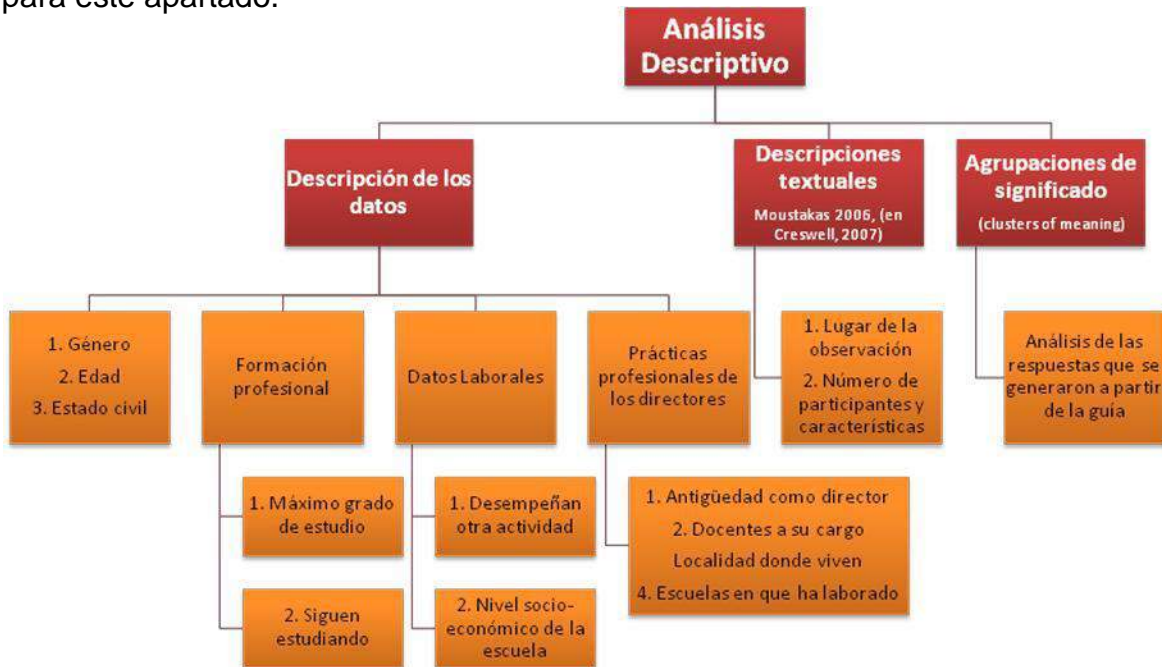 para este apartado.
Análisis
Descriptivo
Descripción de los
datos
Descripciones
textuales
Moustakas 2006, (en
Creswell, 2007)
Agrupaciones de
significado
(clusters of meaning)
1. Género
2. Edad
3. Estado civil
Formación
profesional
Datos Laborales
Prácticas
profesionales de
los directores
1. Lugar de la
observación
2. Número de
participantes y
características
Análisis de las
respuestas que se
generaron a partir
de la guía
1. Máximo grado
de estudio
1. Desempeñan
otra actividad
1. Antigüedad como director
2. Docentes a su cargo
Localidad donde viven
4. Escuelas en que ha laborado
2. Siguen
estudiando
2. Nivel socio-
económico de la
escuela